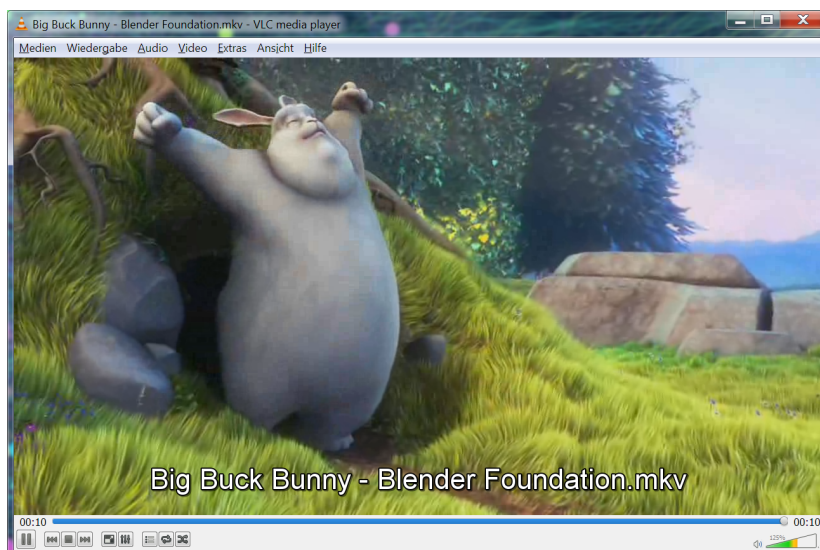 Big Buck Bunny - Blender Foundation.mkv - VLC media player
Medien Wiedergabe Audio Video Extras Ansicht Hilfe
Big Buck Bunny - Blender Foundation.mkv
00:10 00:10
125%